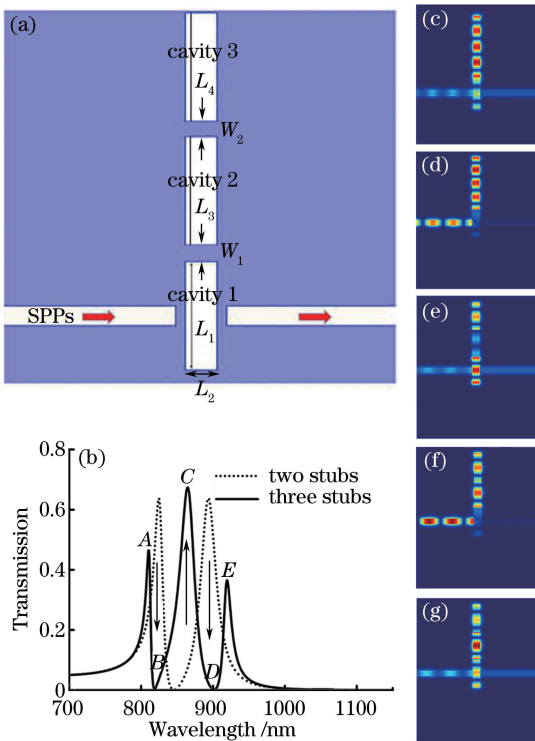 (a)
cavity 3
L4
W2
cavity 2
L3
W1
cavity 1
SPPs
L1
L2
(b)
Transmission
0.8
0.6
0.4
0.2
0
700 800 900 1000 1100
Wavelength /nm
two stubs
three stubs
A
B
C
D
E
(c)
(d)
(e)
(f)
(g)